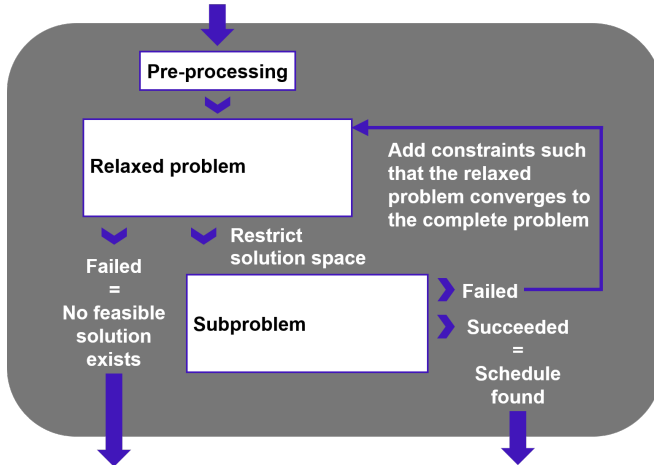 Pre-processing
Relaxed problem
Add constraints such
that the relaxed
problem converges to
the complete problem
Restrict
solution space
Failed
=
No feasible
solution
exists
Subproblem
Failed
Succeeded
=
Schedule
found